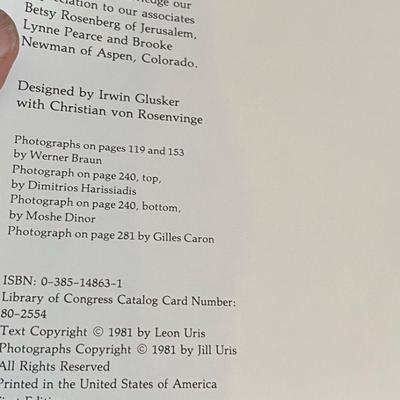 our
to our associates
Betsy Rosenberg of Jerusalem,
Lynne Pearce and Brooke
Newman of Aspen, Colorado.
Designed by Irwin Glusker
with Christian von Rosenvinge
Photographs on pages 119 and 153
by Werner Braun
Photograph on page 240, top,
by Dimitrios Harissiadis
Photograph on page 240, bottom,
by Moshe Dinor
Photograph on page 281 by Gilles Caron
ISBN: 0-385-14863-1
Library of Congress Catalog Card Number:
80-2554
Text Copyright © 1981 by Leon Uris
Photographs Copyright © 1981 by Jill Uris
All Rights Reserved
Printed in the United States of America